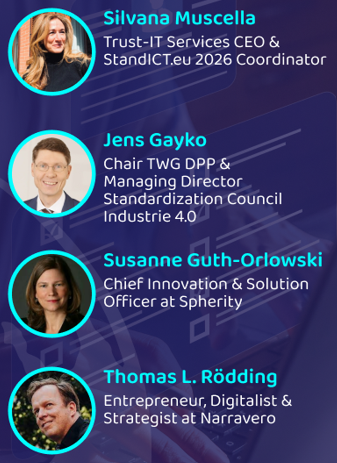 Silvana Muscella
Trust-IT Services CEO &
StandICT.eu 2026 Coordinator
Jens Gayko
Chair TWG DPP &
Managing Director
Standardization Council
Industrie 4.0
Susanne Guth-Orlowski
Chief Innovation & Solution
Officer at Spherity
Thomas L. Rödding
Entrepreneur, Digitalist &
Strategist at Narravero